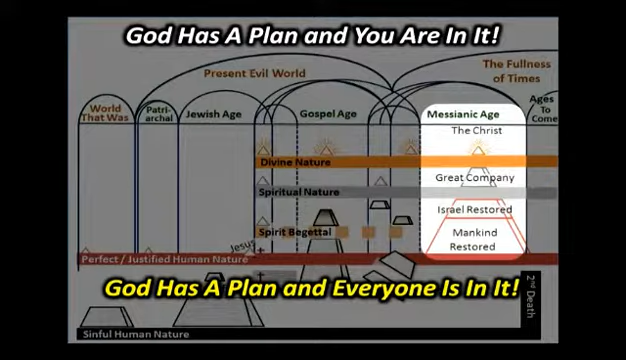 God Has A Plan and You Are In It!
Present Evil World
The Fullness
of Times
World
That Was
Patri-
archal
Jewish Age
Gospel Age
Messianic Age
Ages
To
Come
The Christ
Divine Nature
Great Company
Spiritual Nature
Israel Restored
Spirit Begettal
Mankind
Restored
Jesus
Perfect / Justified Human Nature
God Has A Plan and Everyone Is In It!
2nd Death
Sinful Human Nature